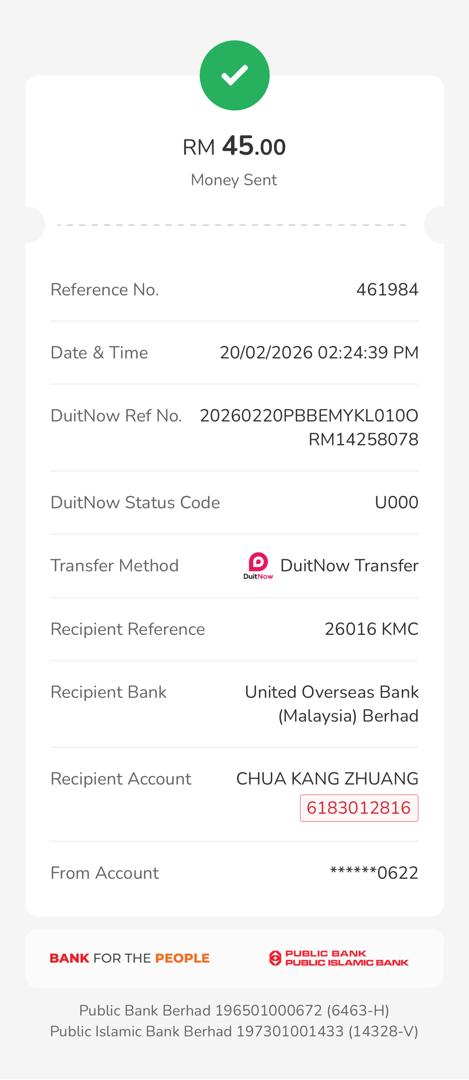 RM 45.00
Money Sent
Reference No. 461984
Date & Time 20/02/2026 02:24:39 PM
DuitNow Ref No. 20260220PBBEMYKL010O
RM14258078
DuitNow Status Code U000
Transfer Method DuitNow DuitNow Transfer
Recipient Reference 26016 KMC
Recipient Bank United Overseas Bank
(Malaysia) Berhad
Recipient Account CHUA KANG ZHUANG
6183012816
From Account ******0622
BANK FOR THE PEOPLE PUBLIC BANK
PUBLIC ISLAMIC BANK
Public Bank Berhad 196501000672 (6463-H)
Public Islamic Bank Berhad 197301001433 (14328-V)